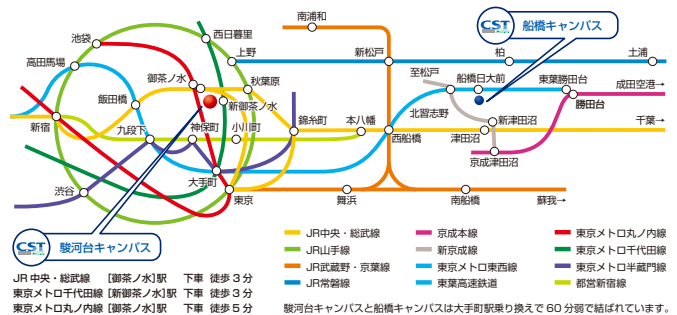 南浦和
CST
船橋キャンパス
池袋
西日暮里
上野
新松戸
柏
土浦
高田馬場
御茶ノ水
秋葉原
至松戸
船橋日大前
東葉勝田台
成田空港→
飯田橋
新御茶ノ水
北習志野
勝田台
新宿
九段下
神保町
小川町
錦糸町
本八幡
西船橋
新津田沼
津田沼
千葉→
京成津田沼
大手町
渋谷
東京
舞浜
南船橋
蘇我→
CST
駿河台キャンパス
JR中央・総武線
京成本線
東京メトロ丸ノ内線
JR山手線
新京成線
東京メトロ千代田線
JR武蔵野・京葉線
東京メトロ東西線
東京メトロ半蔵門線
JR常磐線
東葉高速鉄道
都営新宿線
JR中央・総武線 [御茶ノ水]駅 下車 徒歩3分
東京メトロ千代田線 [新御茶ノ水]駅 下車 徒歩3分
東京メトロ丸ノ内線 [御茶ノ水]駅 下車 徒歩5分
駿河台キャンパスと船橋キャンパスは大手町駅乗り換えで60分弱で結ばれています。